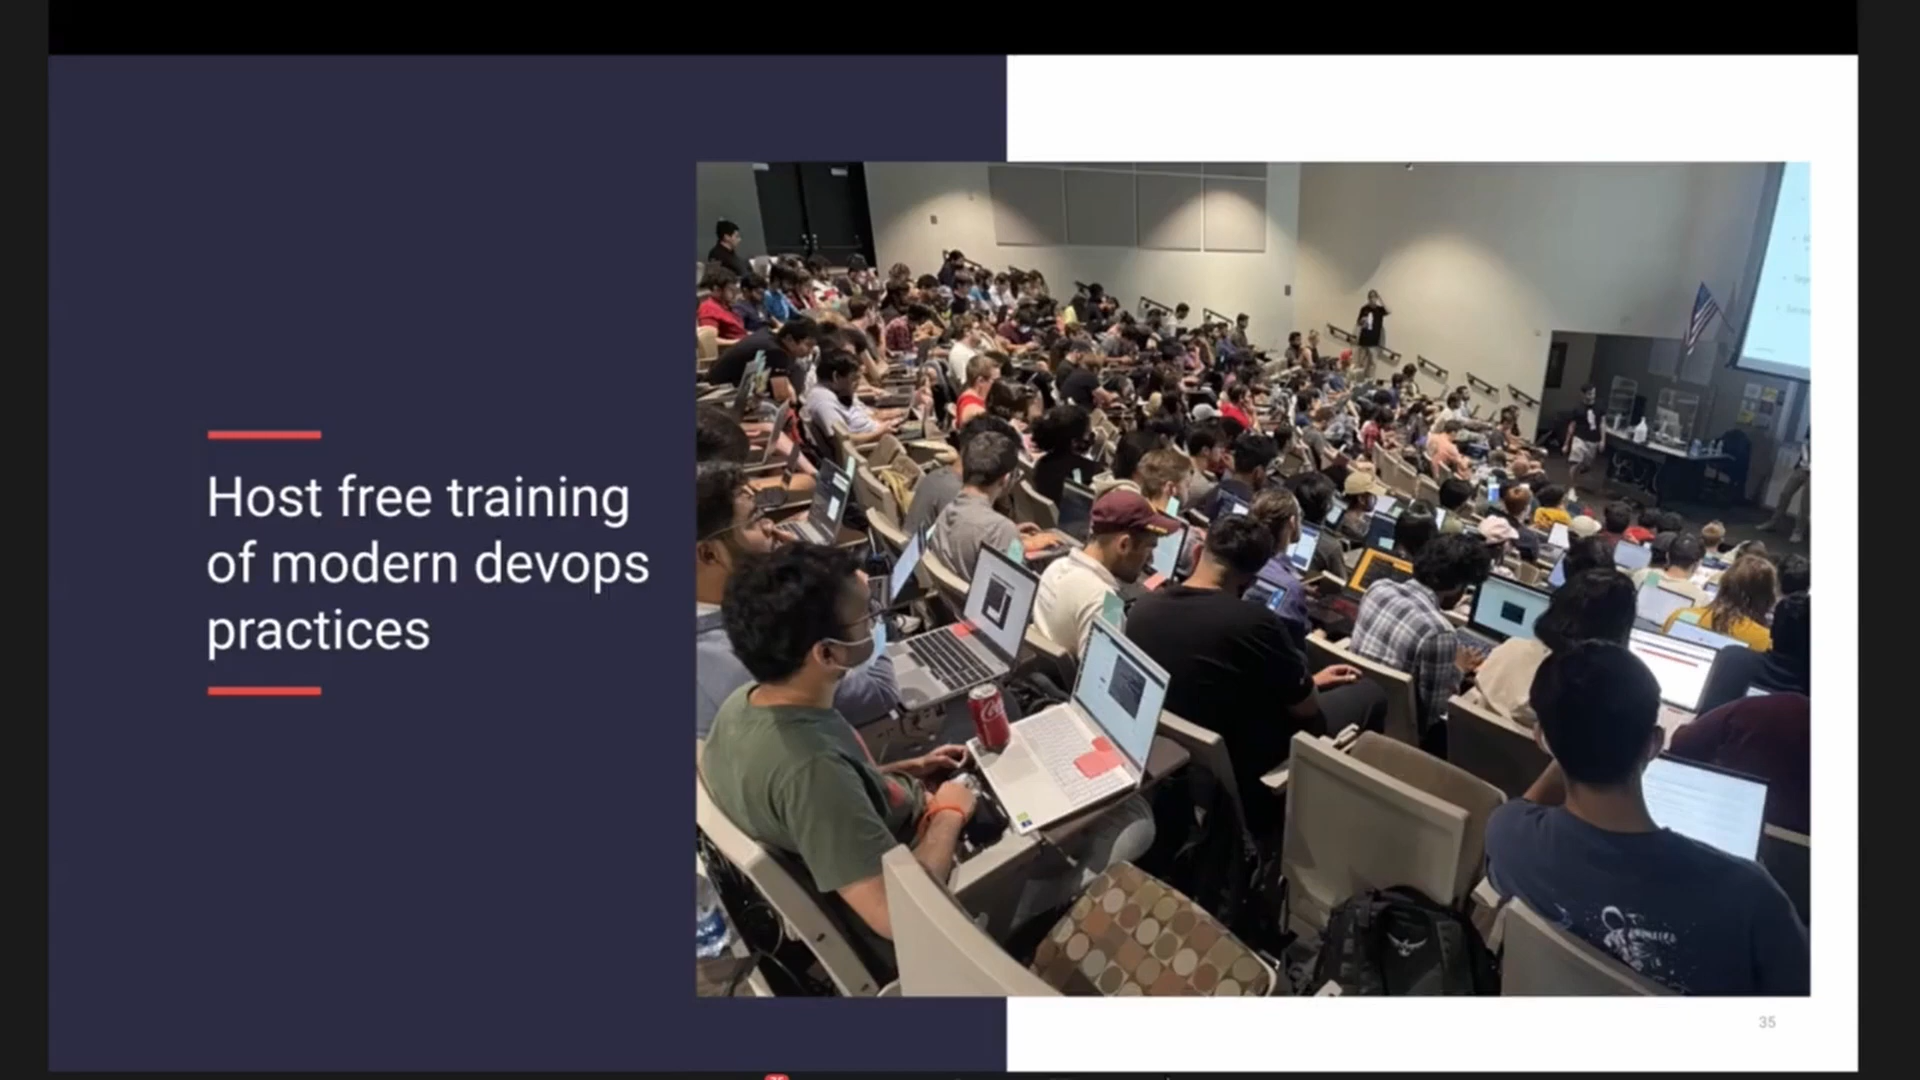 Host free training
of modern devops
practices
35